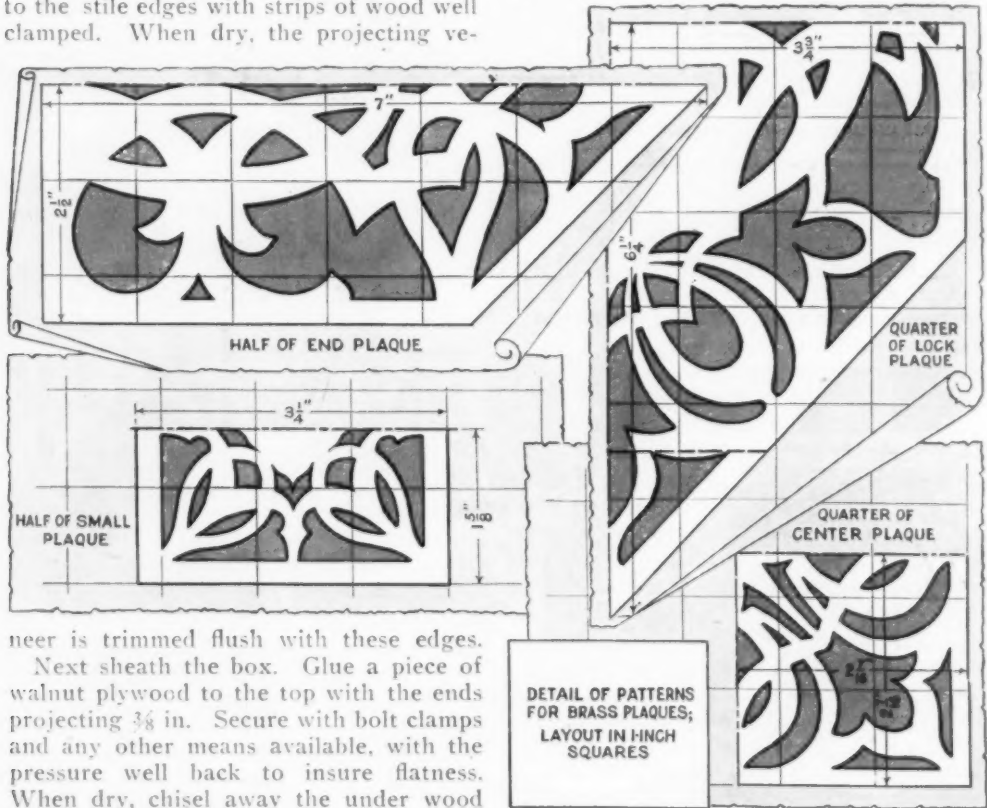 to the stile edges with strips of wood well
clamped. When dry, the projecting ve-
7"
2½"
HALF OF END PLAQUE
3¾"
6¼"
QUARTER
OF LOCK
PLAQUE
3¼"
1⅝"
HALF OF SMALL
PLAQUE
QUARTER OF
CENTER PLAQUE
DETAIL OF PATTERNS
FOR BRASS PLAQUES;
LAYOUT IN 1-INCH
SQUARES
neer is trimmed flush with these edges.
Next sheath the box. Glue a piece of
walnut plywood to the top with the ends
projecting ⅜ in. Secure with bolt clamps
and any other means available, with the
pressure well back to insure flatness.
When dry, chisel away the under wood